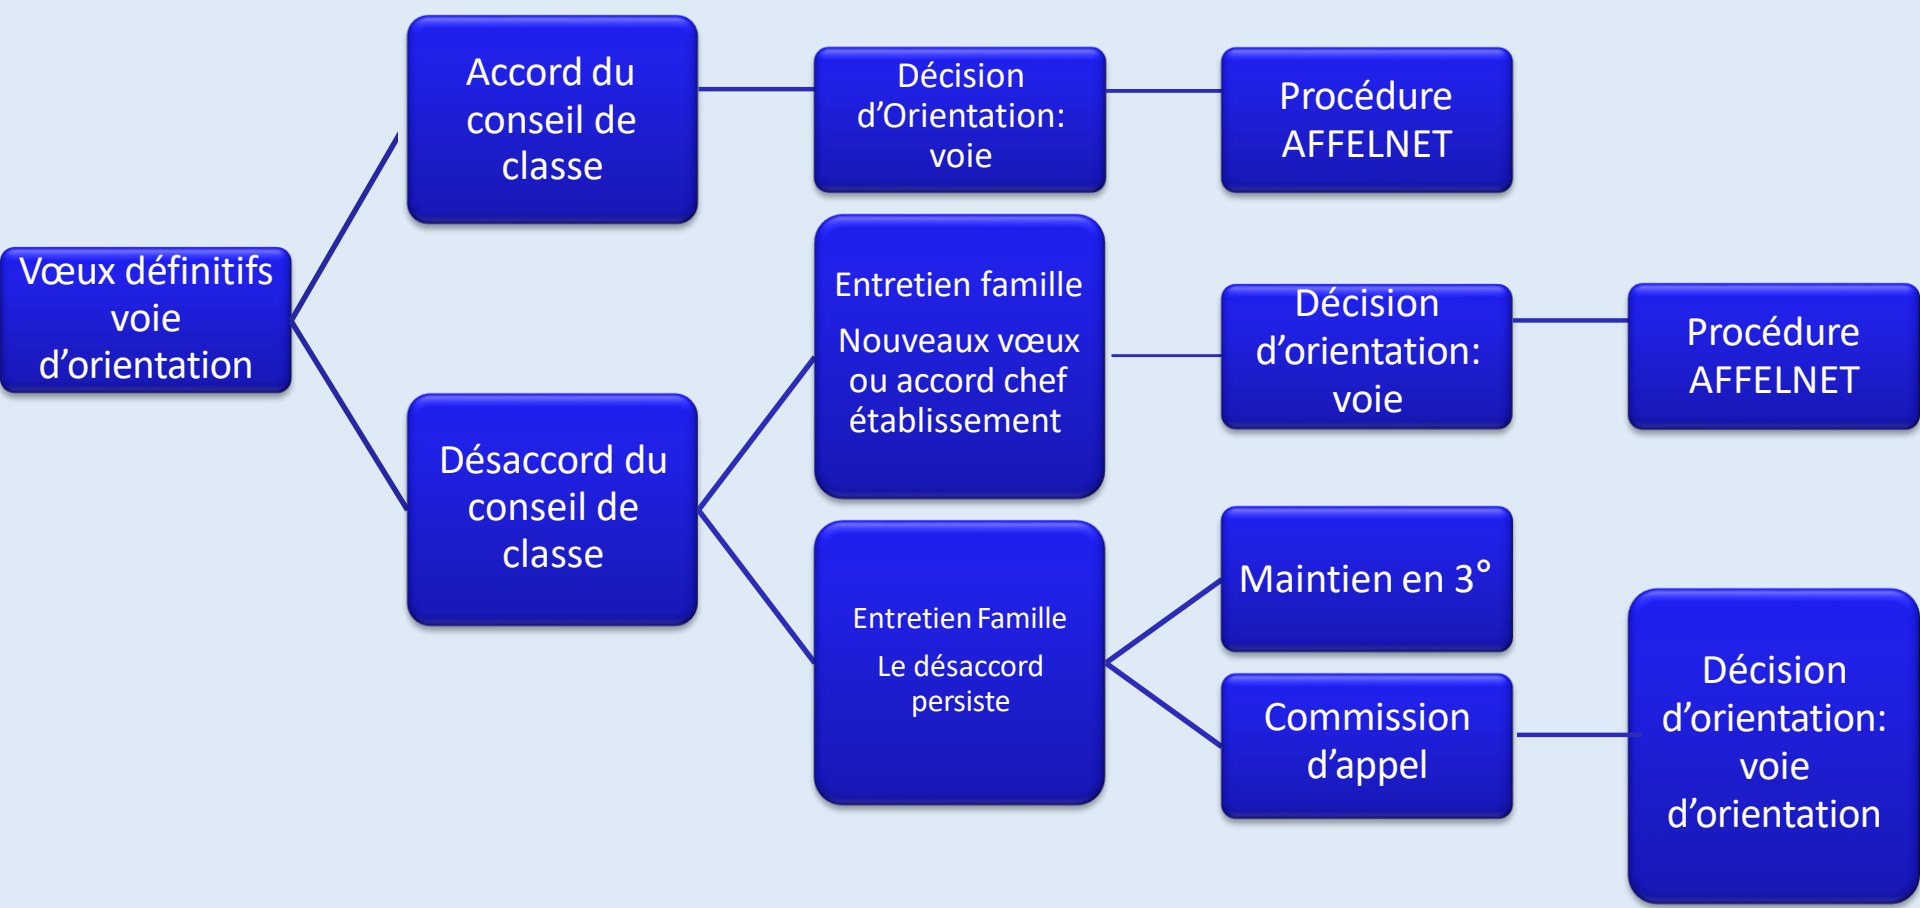 Vœux définitifs
voie
d’orientation
Accord du
conseil de
classe
Décision
d’Orientation:
voie
Procédure
AFFELNET
Désaccord du
conseil de
classe
Entretien famille
Nouveaux vœux
ou accord chef
établissement
Décision
d’orientation:
voie
Procédure
AFFELNET
Entretien Famille
Le désaccord
persiste
Maintien en 3°
Commission
d’appel
Décision
d’orientation:
voie
d’orientation